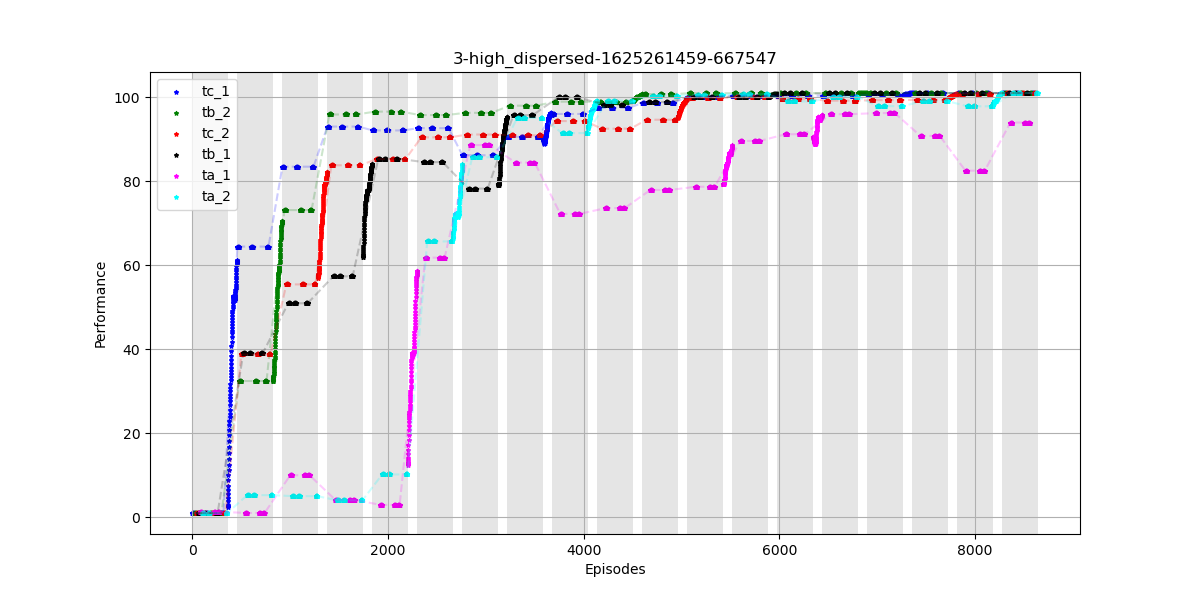 3-high_dispersed-1625261459-667547
tc_1
tb_2
tc_2
tb_1
ta_1
ta_2
100
80
60
40
20
0
Performance
0 2000 4000 6000 8000
Episodes